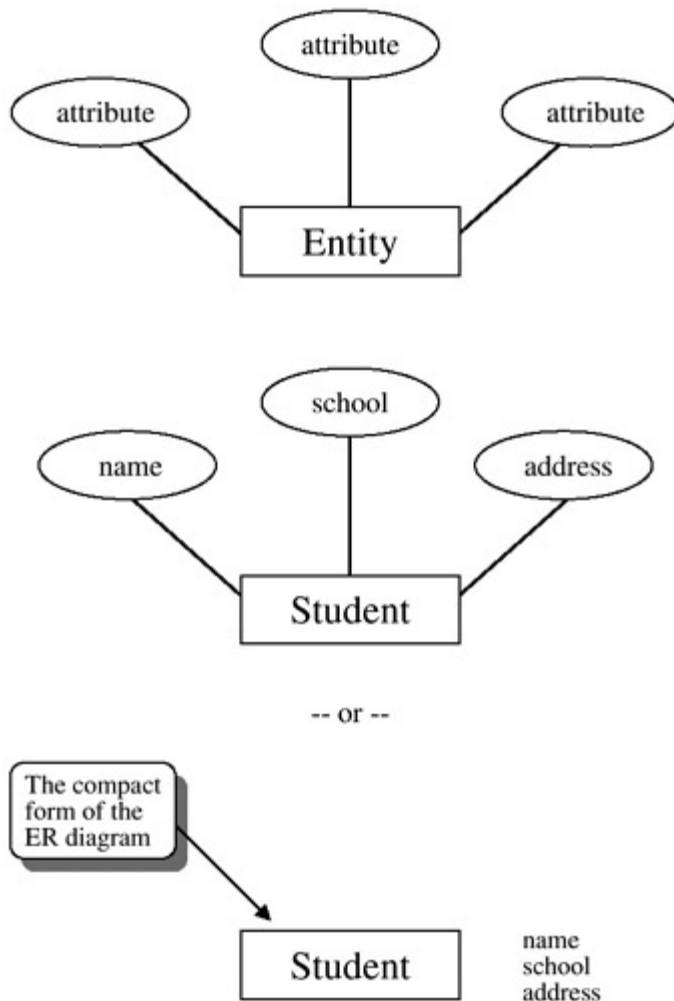 attribute
attribute
attribute
Entity
school
name
address
Student
-- or --
The compact
form of the
ER diagram
Student
name
school
address